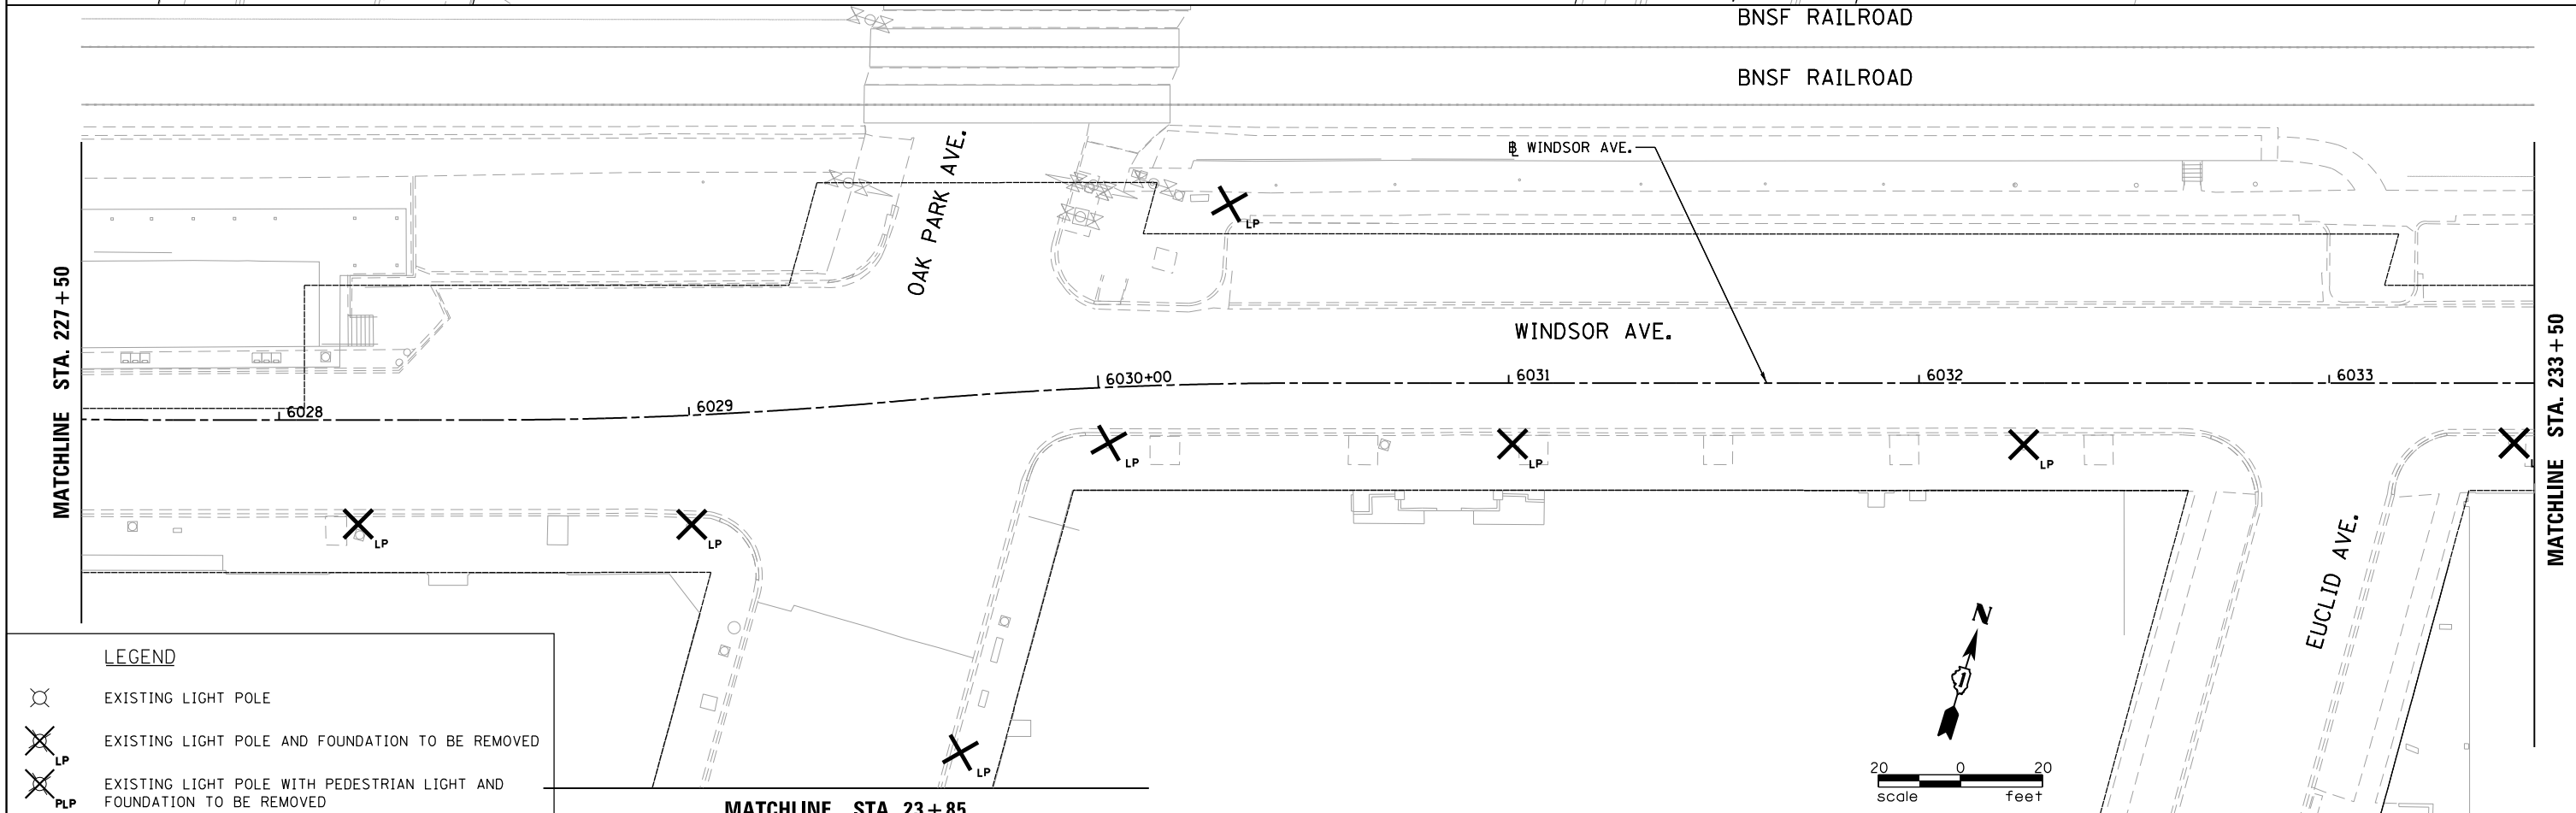 BNSF RAILROAD
BNSF RAILROAD
OAK PARK AVE.
℄ WINDSOR AVE.
LP
MATCHLINE STA. 227+50
WINDSOR AVE.
6028
6029
6030+00
6031
6032
6033
MATCHLINE STA. 233+50
LP
LP
LP
LP
LP
EUCLID AVE.
N
1
LP
20 0 20
scale feet
LEGEND
EXISTING LIGHT POLE
EXISTING LIGHT POLE AND FOUNDATION TO BE REMOVED
LP
EXISTING LIGHT POLE WITH PEDESTRIAN LIGHT AND
FOUNDATION TO BE REMOVED
PLP
MATCHLINE STA. 23+85